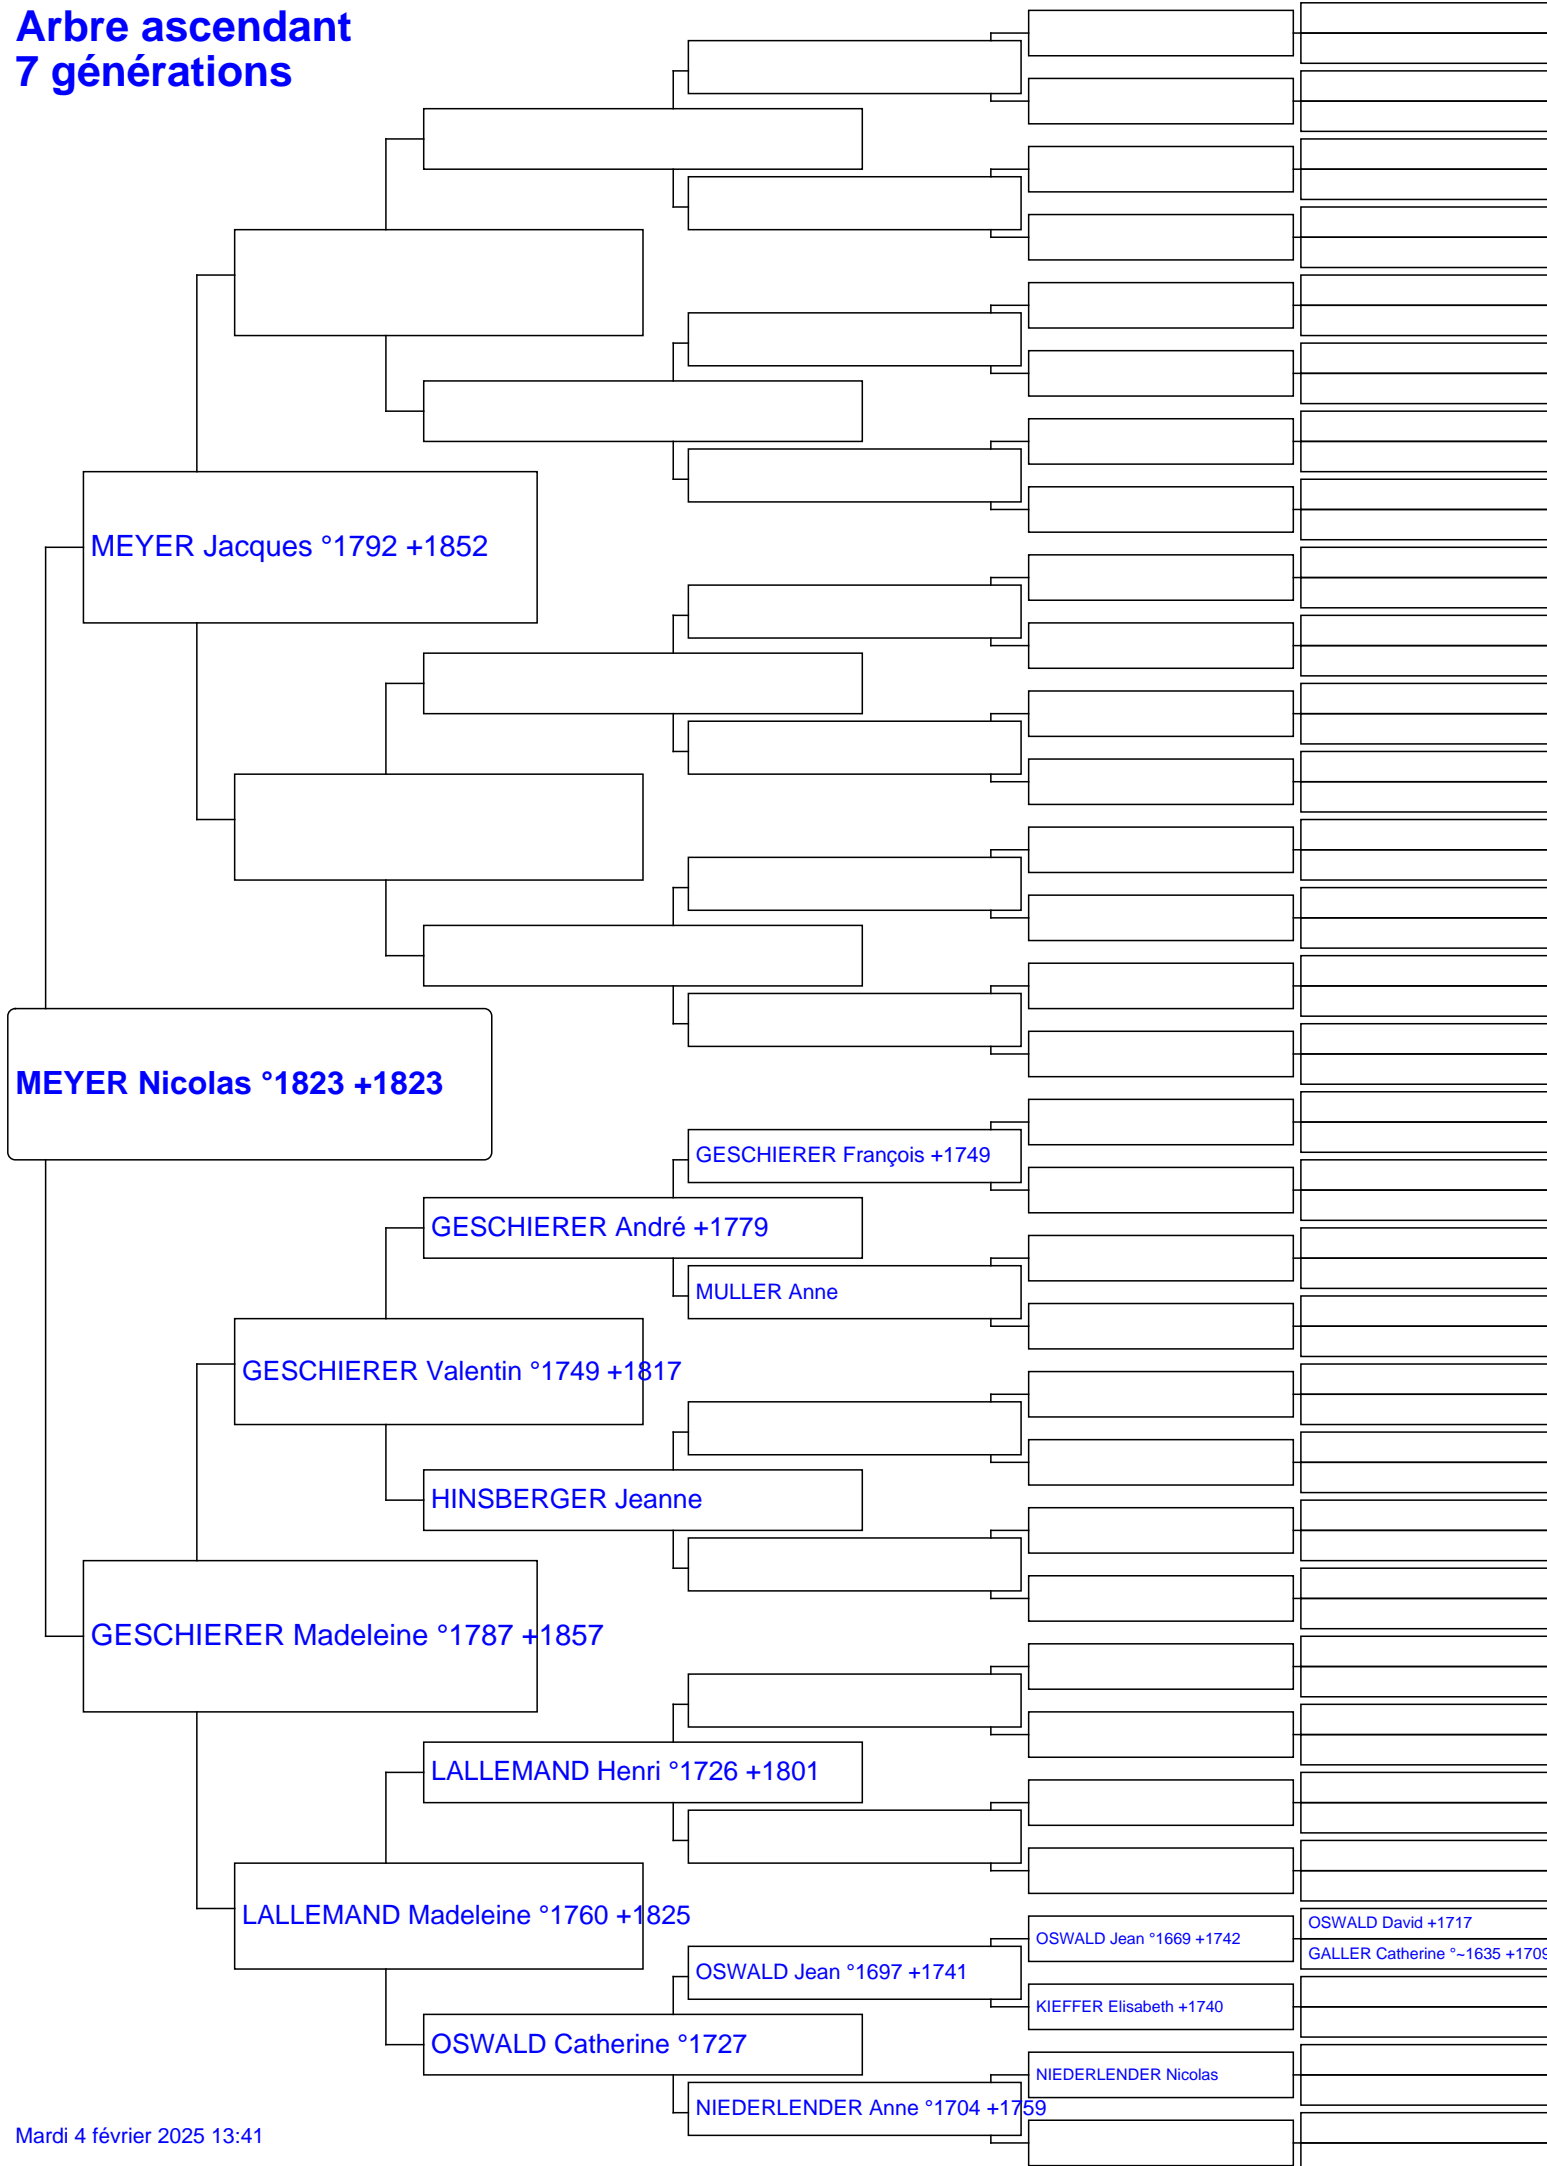 Arbre ascendant
7 générations
MEYER Jacques °1792 +1852
MEYER Nicolas °1823 +1823
GESCHIERER François +1749
GESCHIERER André +1779
MULLER Anne
GESCHIERER Valentin °1749 +1817
HINSBERGER Jeanne
GESCHIERER Madeleine °1787 +1857
LALLEMAND Henri °1726 +1801
LALLEMAND Madeleine °1760 +1825
OSWALD David +1717
OSWALD Jean °1669 +1742
GALLER Catherine °~1635 +1709
OSWALD Jean °1697 +1741
KIEFFER Elisabeth +1740
OSWALD Catherine °1727
NIEDERLENDER Nicolas
NIEDERLENDER Anne °1704 +1759
Mardi 4 février 2025 13:41